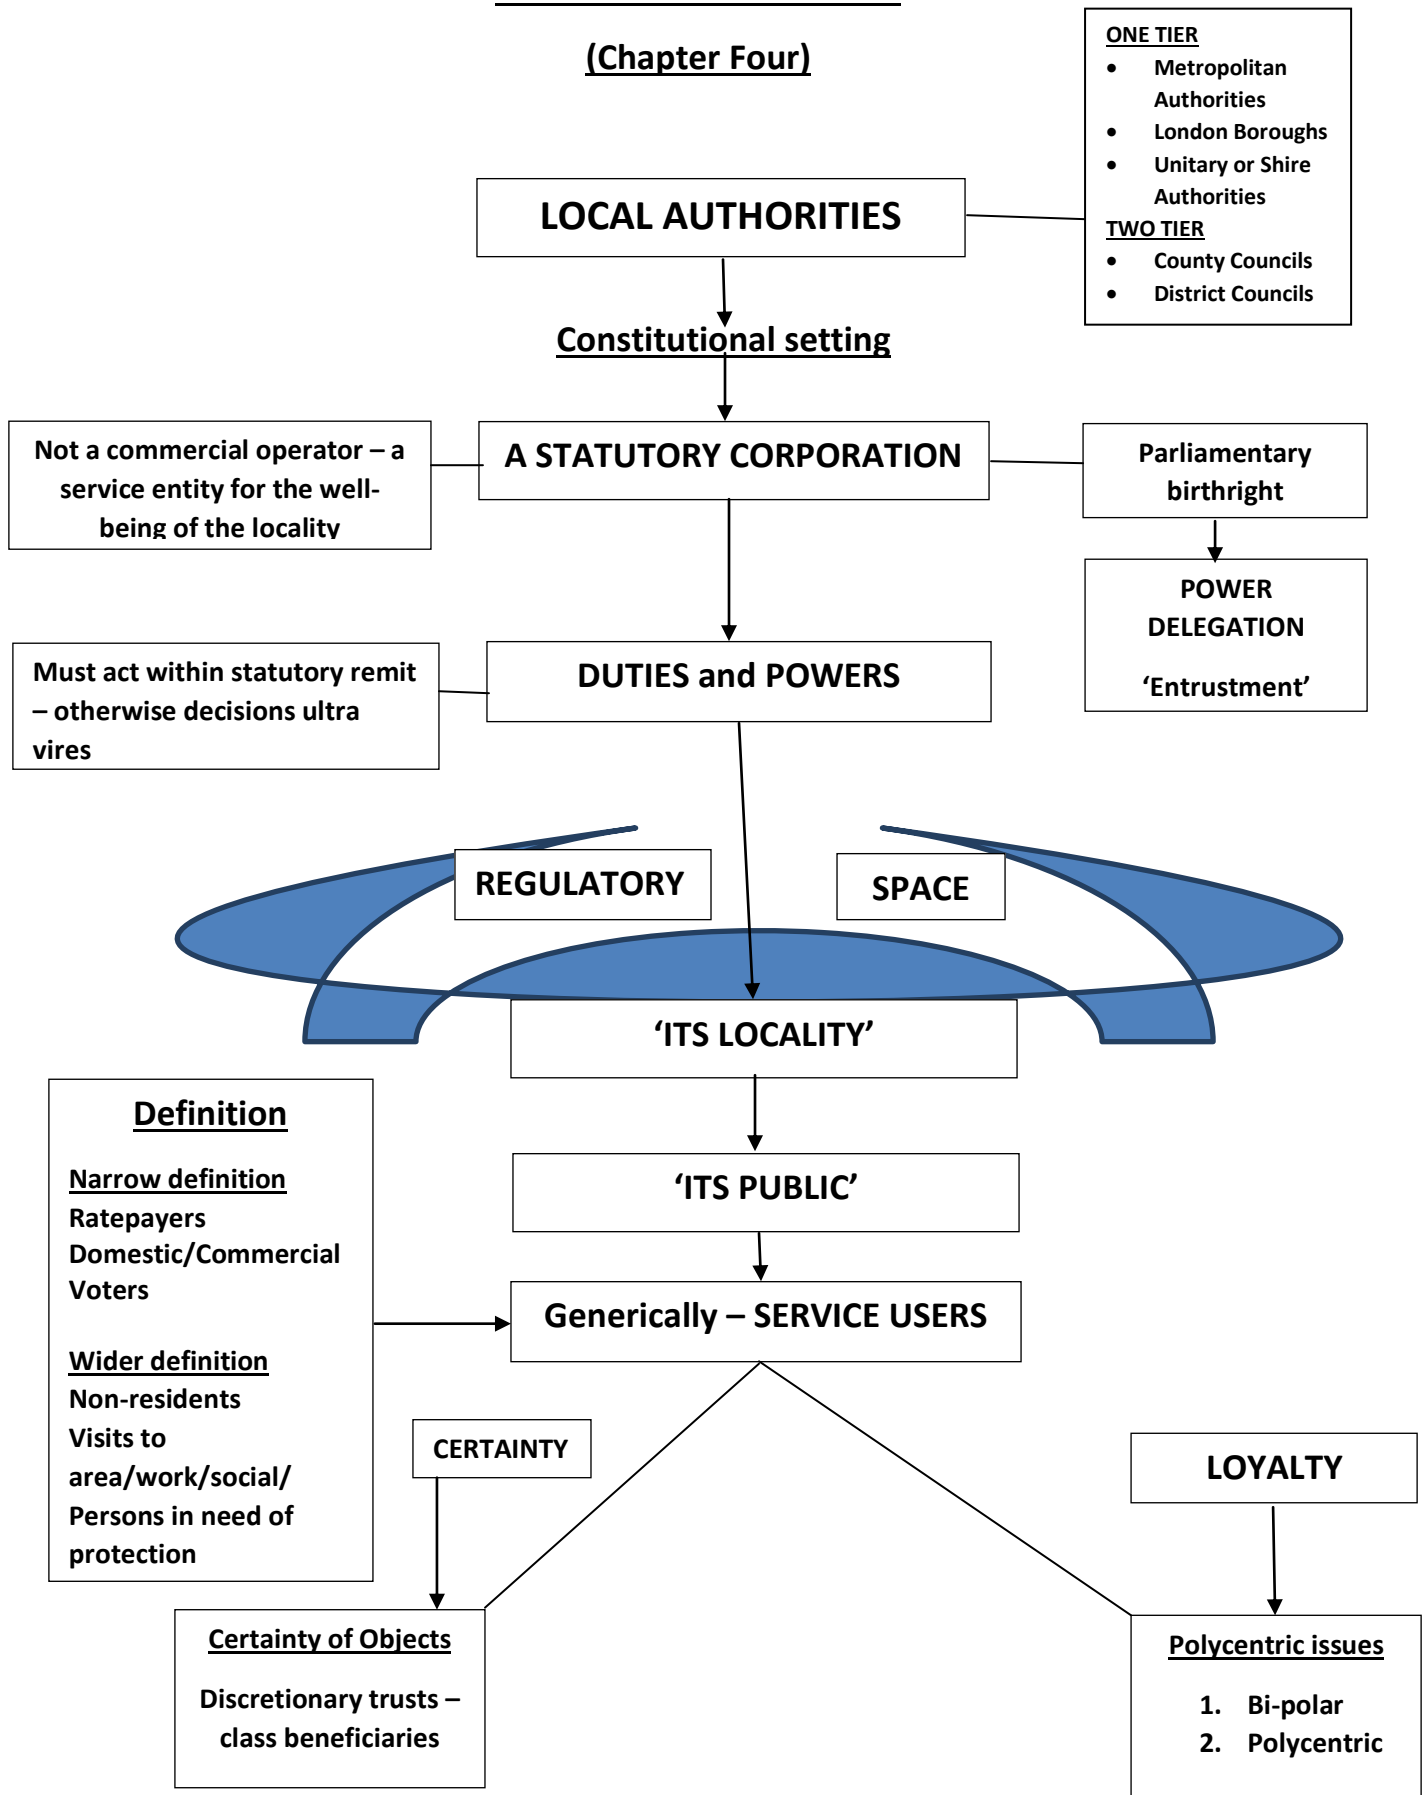 (Chapter Four)
ONE TIER
• Metropolitan
Authorities
• London Boroughs
• Unitary or Shire
Authorities
TWO TIER
• County Councils
• District Councils
LOCAL AUTHORITIES
Constitutional setting
Not a commercial operator – a
service entity for the well-
being of the locality
A STATUTORY CORPORATION
Parliamentary
birthright
POWER
DELEGATION
‘Entrustment’
Must act within statutory remit
– otherwise decisions ultra
vires
DUTIES and POWERS
REGULATORY
SPACE
‘ITS LOCALITY’
‘ITS PUBLIC’
Definition
Narrow definition
Ratepayers
Domestic/Commercial
Voters
Wider definition
Non-residents
Visits to
area/work/social/
Persons in need of
protection
Generically – SERVICE USERS
CERTAINTY
LOYALTY
Certainty of Objects
Discretionary trusts –
class beneficiaries
Polycentric issues
1. Bi-polar
2. Polycentric